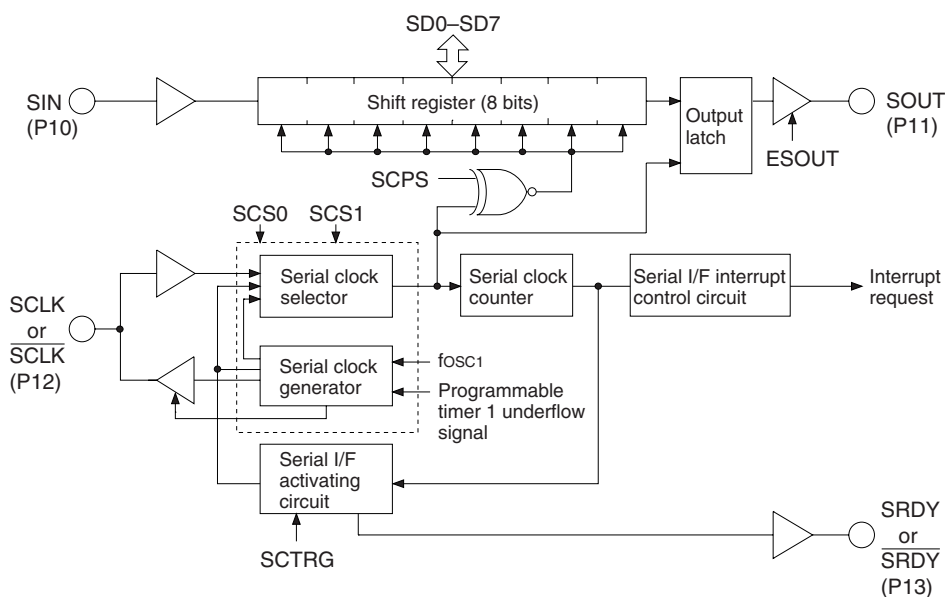 SD0–SD7
SIN
(P10)
Shift register (8 bits)
Output
latch
SOUT
(P11)
ESOUT
SCPS
SCS0
SCS1
Serial clock
selector
Serial clock
counter
Serial I/F interrupt
control circuit
Interrupt
request
SCLK
or
SCLK
(P12)
Serial clock
generator
fOSC1
Programmable
timer 1 underflow
signal
Serial I/F
activating
circuit
SCTRG
SRDY
or
SRDY
(P13)